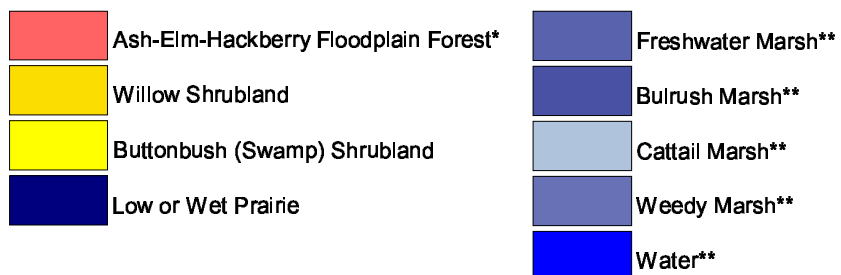 Ash-Elm-Hackberry Floodplain Forest*
Willow Shrubland
Buttonbush (Swamp) Shrubland
Low or Wet Prairie
Freshwater Marsh**
Bulrush Marsh**
Cattail Marsh**
Weedy Marsh**
Water**